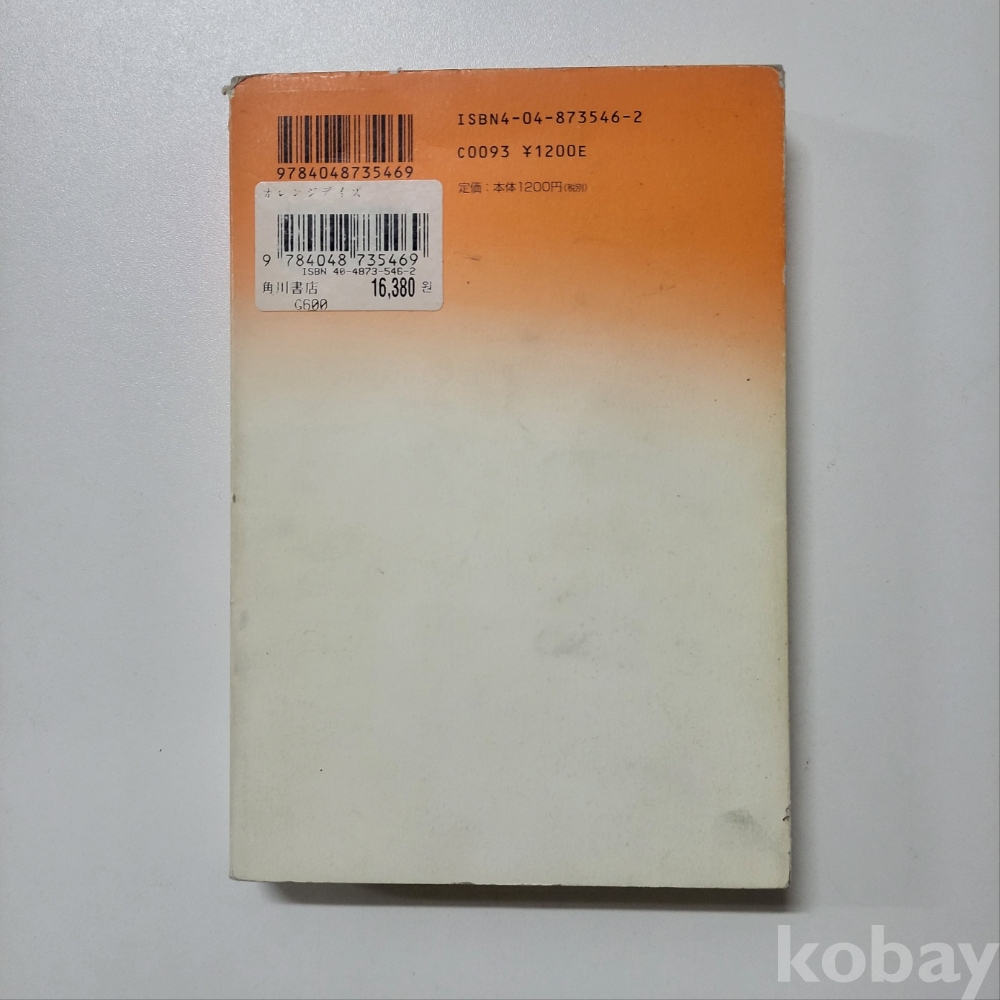 ISBN4-04-873546-2
C0093 ¥1200E
定価:本体1200円(税別)
9784048735469
オレンジデイズ
9 784048 735469
ISBN 40-4873-546-2
角川書店 16,380 원
G600
kobay